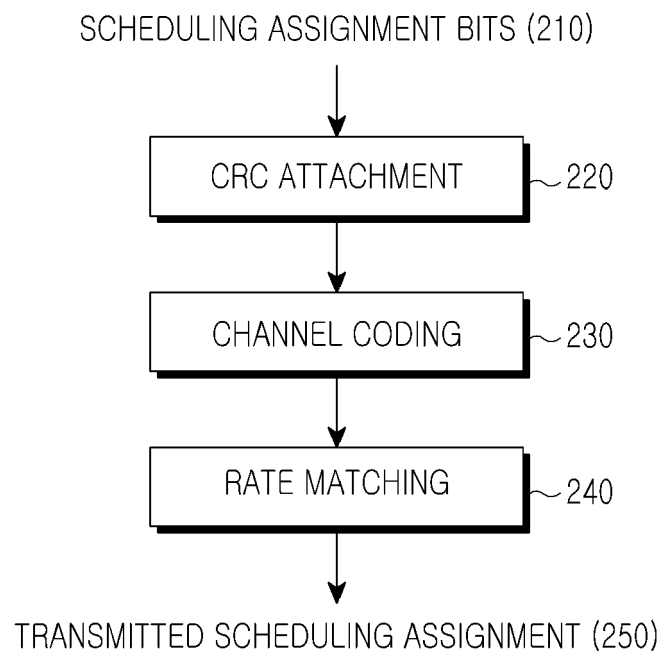 SCHEDULING ASSIGNMENT BITS (210)
CRC ATTACHMENT 220
CHANNEL CODING 230
RATE MATCHING 240
TRANSMITTED SCHEDULING ASSIGNMENT (250)